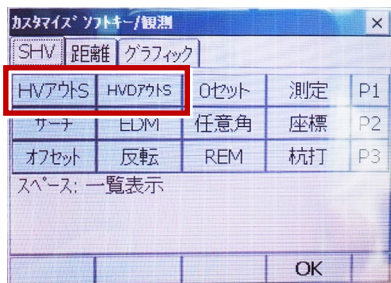 カスタマイズ ソフトキー/観測 ×
SHV 距離 グラフィック
HVアウトS HVDアウトS 0セット 測定 P1
サーチ EDM 任意角 座標 P2
オフセット 反転 REM 杭打 P3
スペース: 一覧表示
OK